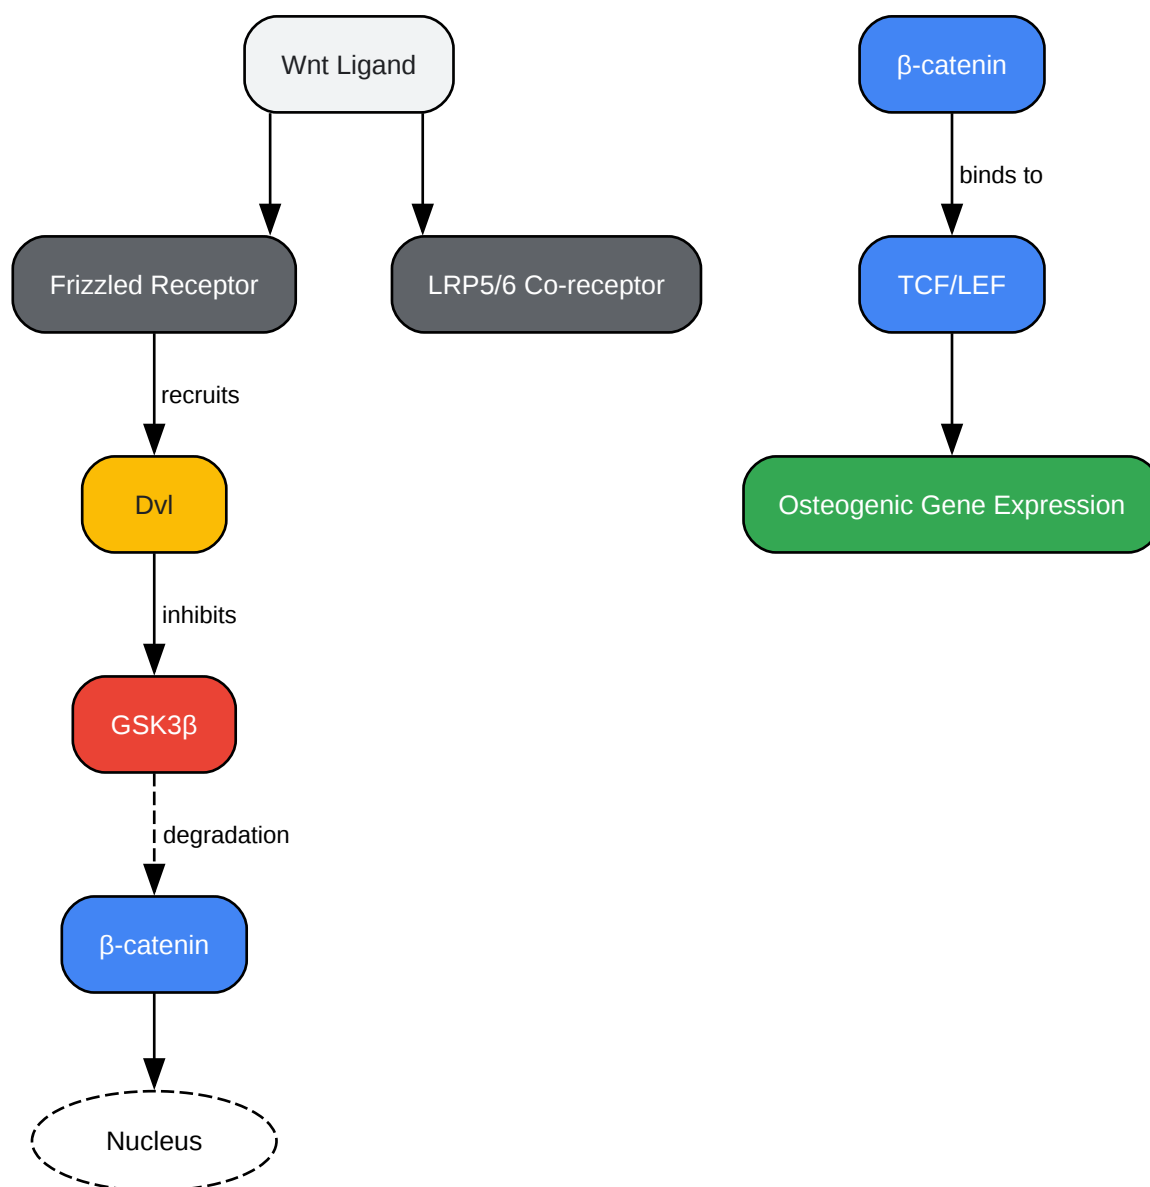 Wnt Ligand
Frizzled Receptor
LRP5/6 Co-receptor
recruits
Dvl
inhibits
GSK3β
degradation
β-catenin
Nucleus
β-catenin
binds to
TCF/LEF
Osteogenic Gene Expression